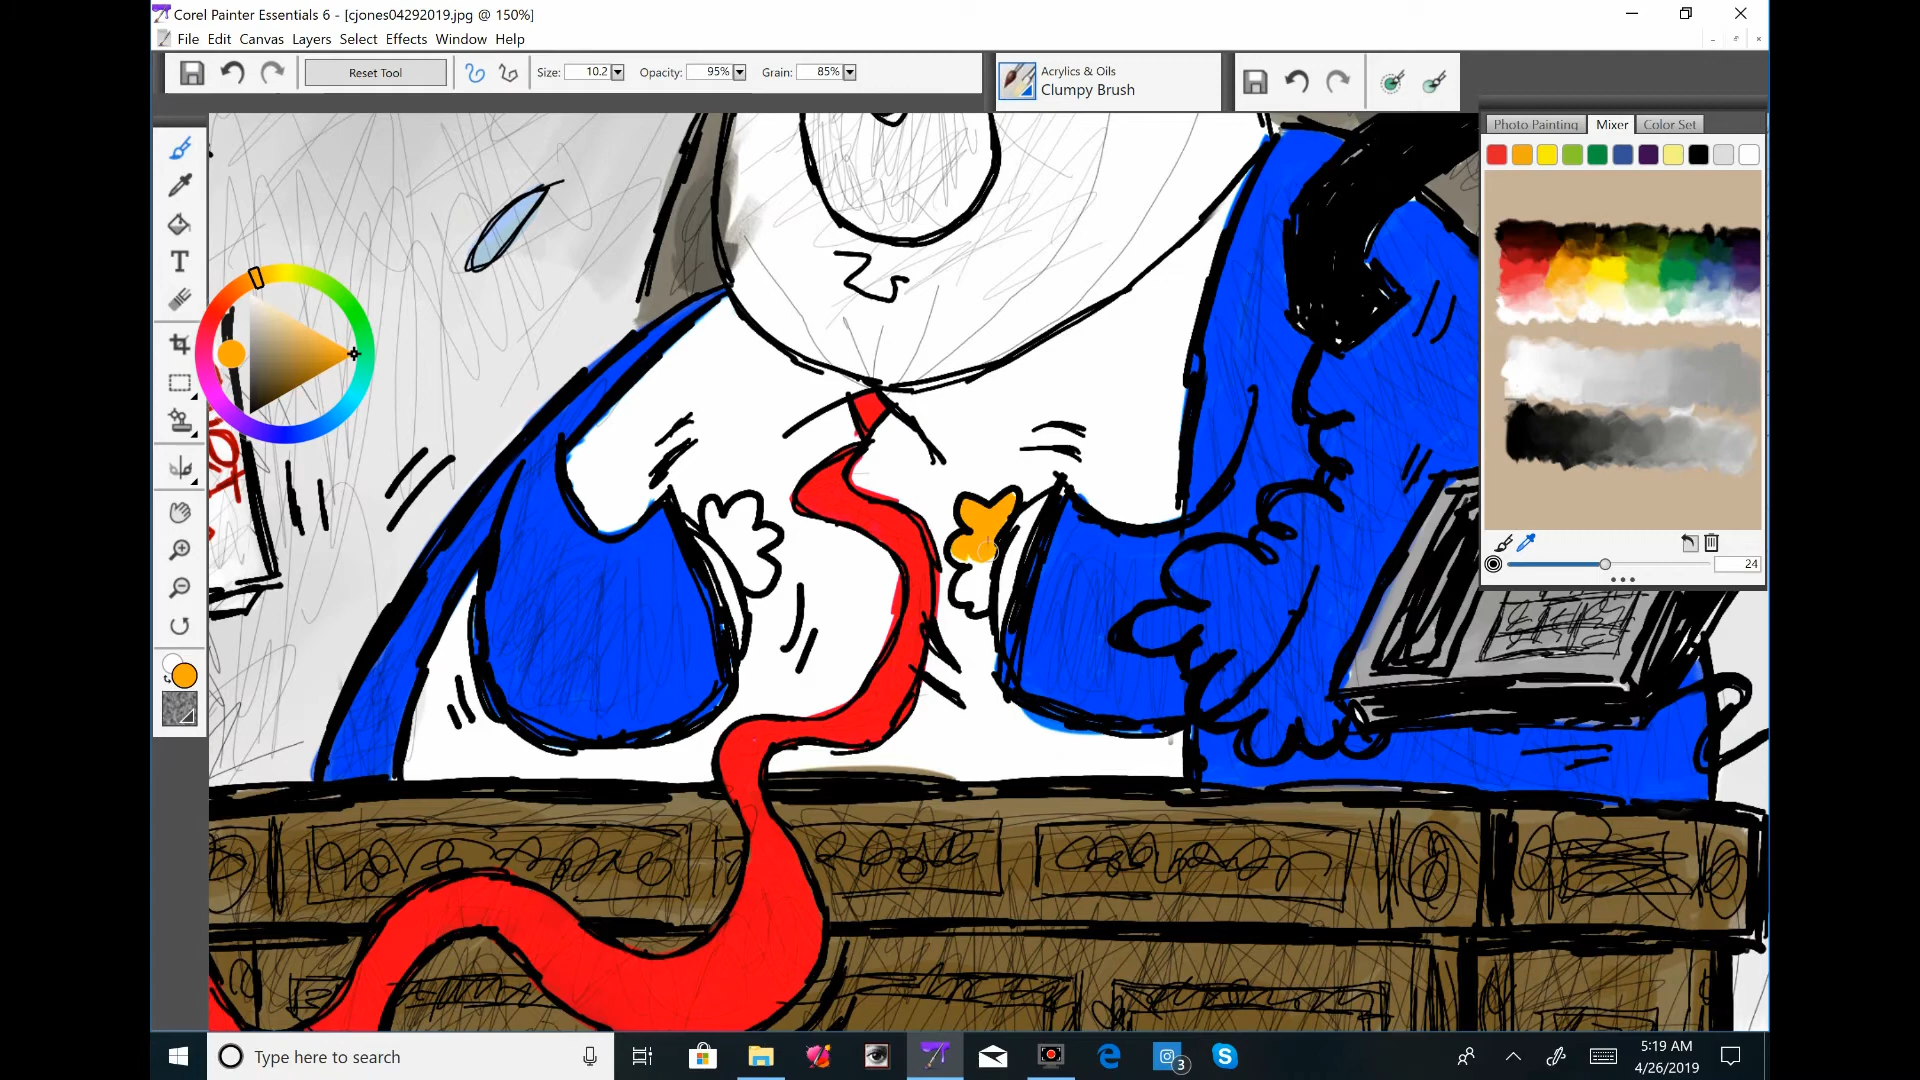 Corel Painter Essentials 6 - [cjones04292019.jpg @ 150%]
File Edit Canvas Layers Select Effects Window Help
Reset Tool
Size: 10.2 Opacity: 95% Grain: 85%
Acrylics & Oils
Clumpy Brush
Photo Painting Mixer Color Set
24
Type here to search
3
5:19 AM
4/26/2019